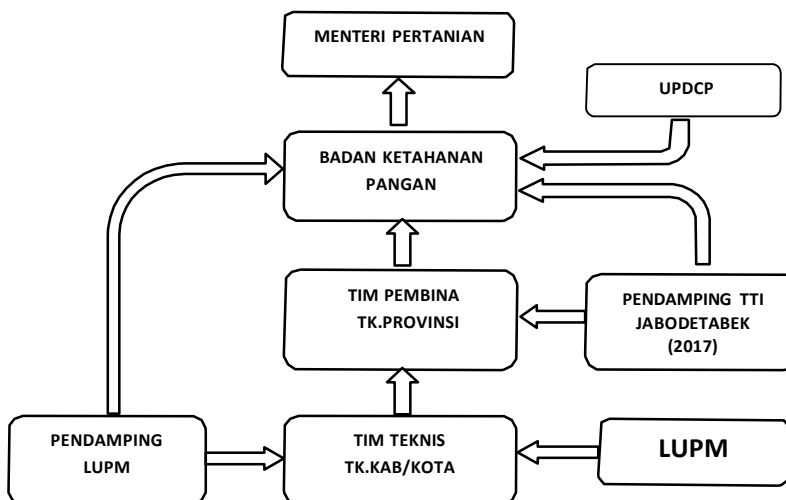 MENTERI PERTANIAN
UPDCP
BADAN KETAHANAN
PANGAN
TIM PEMBINA
TK.PROVINSI
PENDAMPING TTI
JABODETABEK
(2017)
PENDAMPING
LUPM
TIM TEKNIS
TK.KAB/KOTA
LUPM